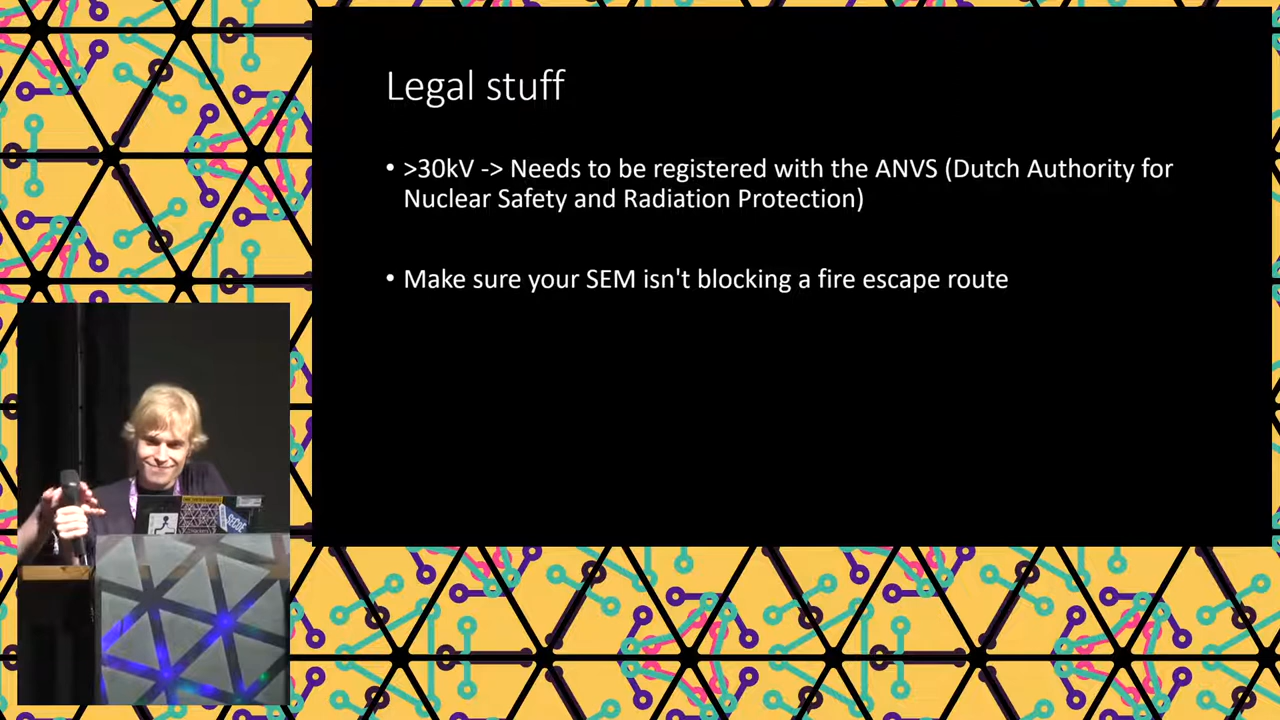 Legal stuff
• >30kV -> Needs to be registered with the ANVS (Dutch Authority for
Nuclear Safety and Radiation Protection)
• Make sure your SEM isn't blocking a fire escape route